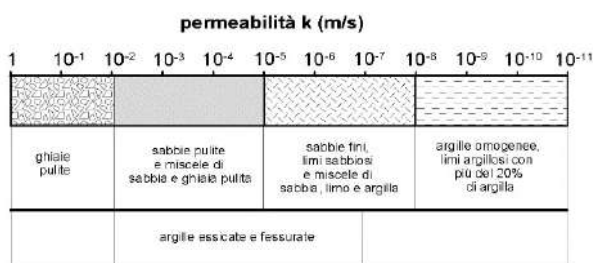 permeabilità k (m/s)
1 10-1 10-2 10-3 10-4 10-5 10-6 10-7 10-8 10-9 10-10 10-11
ghiaie
pulite
sabbie pulite
e miscele di
sabbia e ghiaia pulita
sabbie fini,
limi sabbiosi
e miscele di
sabbia, limo e argilla
argille omogenee,
limi argillosi con
più del 20%
di argilla
argille essicate e fessurate